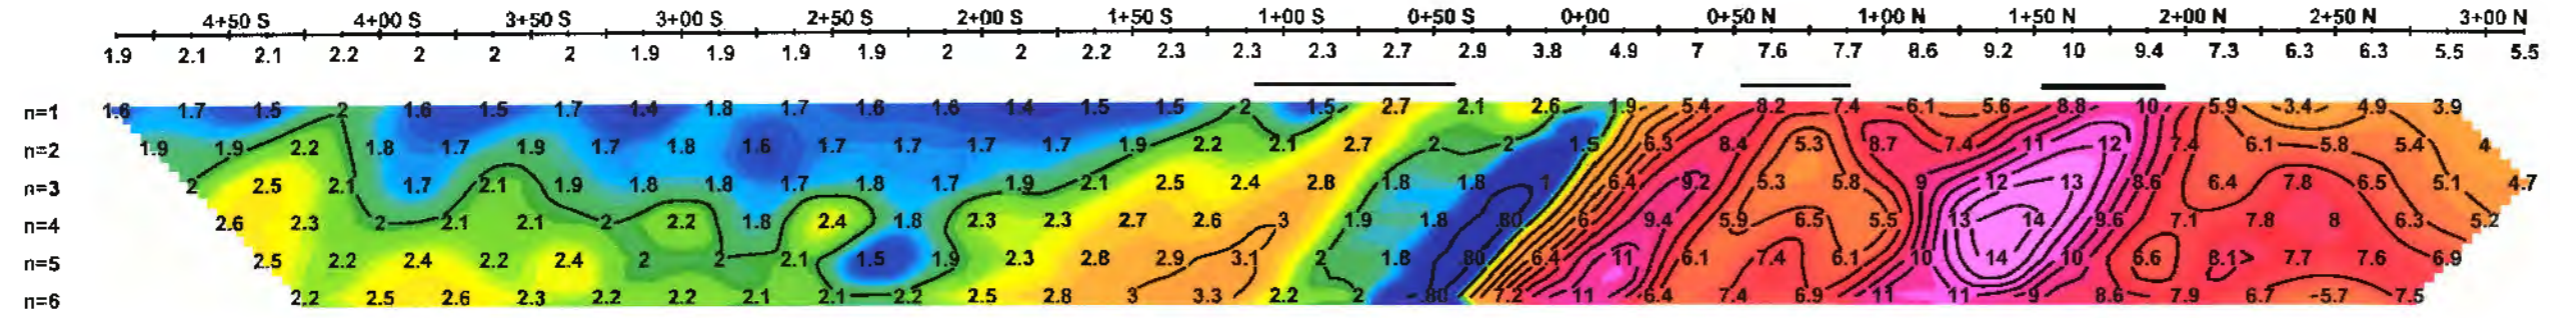 4+50 S 4+00 S 3+50 S 3+00 S 2+50 S 2+00 S 1+50 S 1+00 S 0+50 S 0+00 0+50 N 1+00 N 1+50 N 2+00 N 2+50 N 3+00 N
1.9 2.1 2.1 2.2 2 2 2 1.9 1.9 1.9 1.9 2 2 2.2 2.3 2.3 2.3 2.7 2.9 3.8 4.9 7 7.6 7.7 8.6 9.2 10 9.4 7.3 6.3 6.3 5.5 5.5
n=1 1.6 1.7 1.5 2 1.6 1.5 1.7 1.4 1.8 1.7 1.6 1.6 1.4 1.5 1.5 2 1.5 2.7 2.1 2.6 1.9 5.4 8.2 7.4 6.1 5.6 8.8 10 5.9 3.4 4.9 3.9
n=2 1.9 1.9 2.2 1.8 1.7 1.9 1.7 1.8 1.6 1.7 1.7 1.7 1.7 1.9 2.2 2.1 2.7 2 2 1.5 6.3 8.4 5.3 8.7 7.4 11 12 7.4 6.1 5.8 5.4 4
n=3 2 2.5 2.1 1.7 2.1 1.9 1.8 1.8 1.7 1.8 1.7 1.9 2.1 2.5 2.4 2.8 1.8 1.8 1 6.4 9.2 5.3 5.8 9 12 13 8.6 6.4 7.8 6.5 5.1 4.7
n=4 2.6 2.3 2 2.1 2.1 2 2.2 1.8 2.4 1.8 2.3 2.3 2.7 2.6 3 1.9 1.8 .80 6 9.4 5.9 6.5 5.5 13 14 9.6 7.1 7.8 8 6.3 5.2
n=5 2.5 2.2 2.4 2.2 2.4 2 2 2.1 1.5 1.9 2.3 2.8 2.9 3.1 2 1.8 .80 6.4 11 6.1 7.4 6.1 10 14 10 6.6 8.1 7.7 7.6 6.9
n=6 2.2 2.5 2.6 2.3 2.2 2.2 2.1 2.1 2.2 2.5 2.8 3 3.3 2.2 2 .80 7.2 11 6.4 7.4 6.9 11 11 9 8.6 7.9 6.7 5.7 7.5